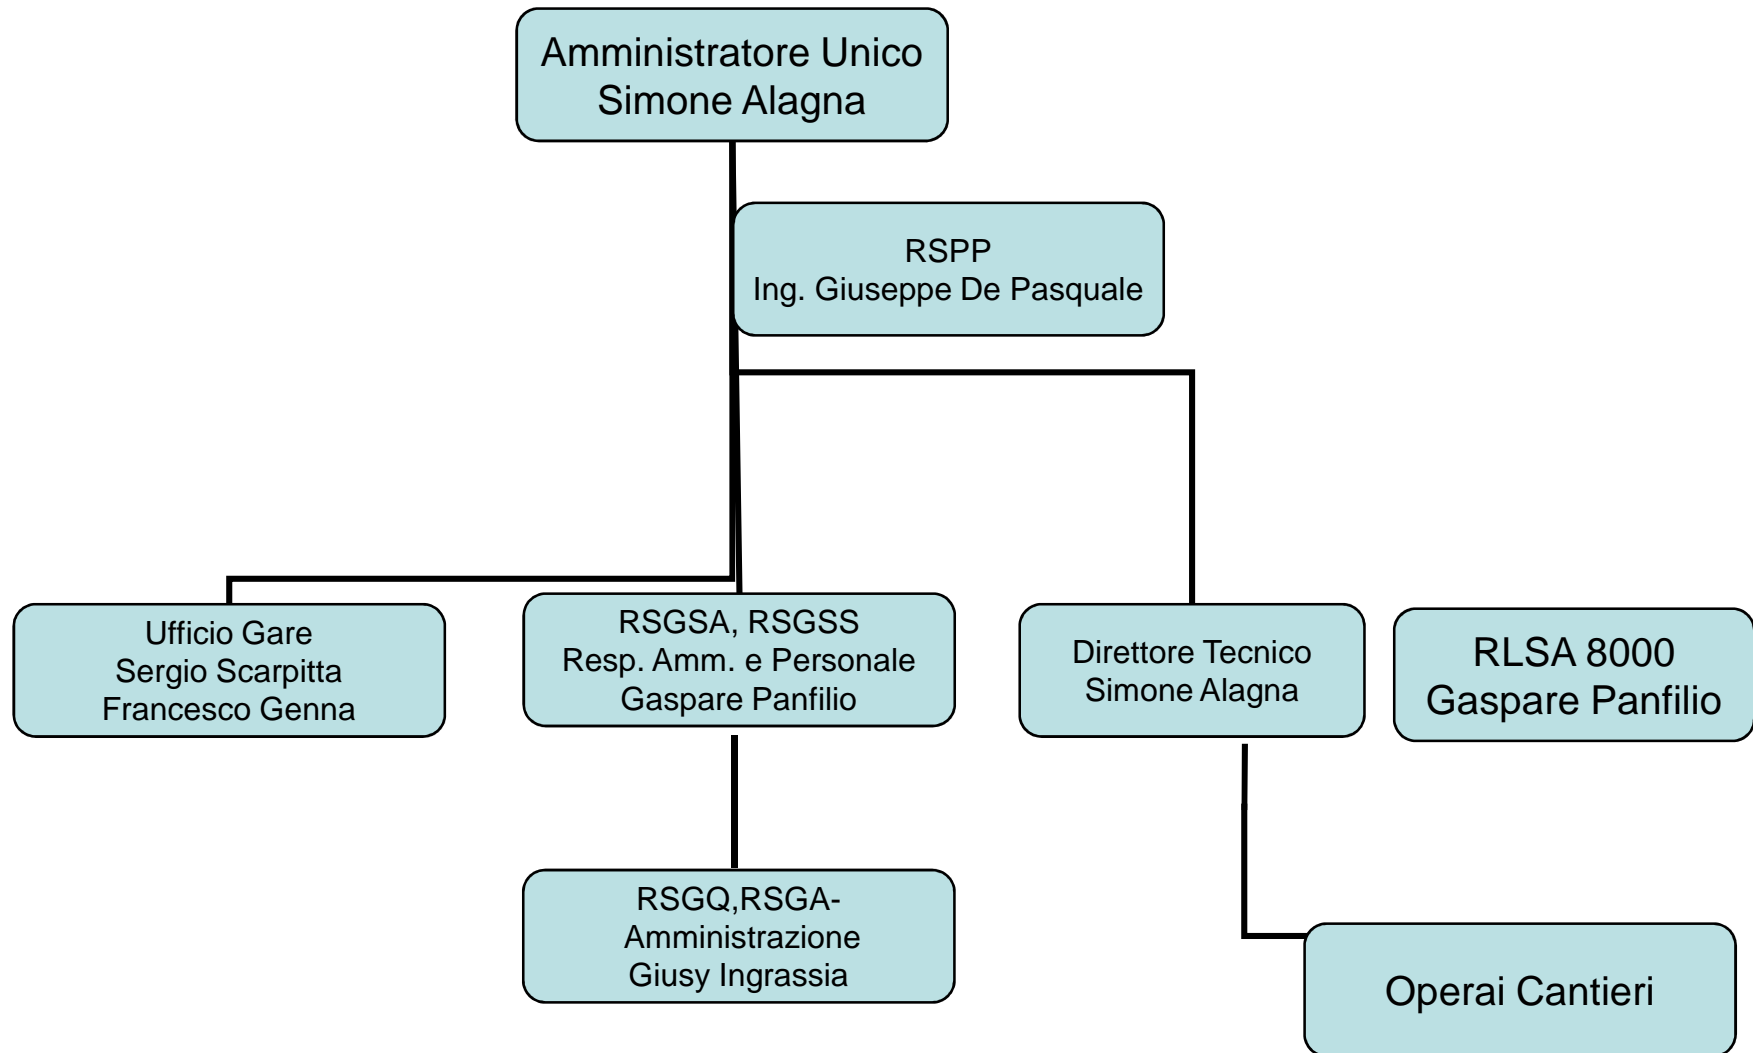 Amministratore Unico
Simone Alagna
RSPP
Ing. Giuseppe De Pasquale
Ufficio Gare
Sergio Scarpitta
Francesco Genna
RSGSA, RSGSS
Resp. Amm. e Personale
Gaspare Panfilio
Direttore Tecnico
Simone Alagna
RLSA 8000
Gaspare Panfilio
RSGQ,RSGA-
Amministrazione
Giusy Ingrassia
Operai Cantieri